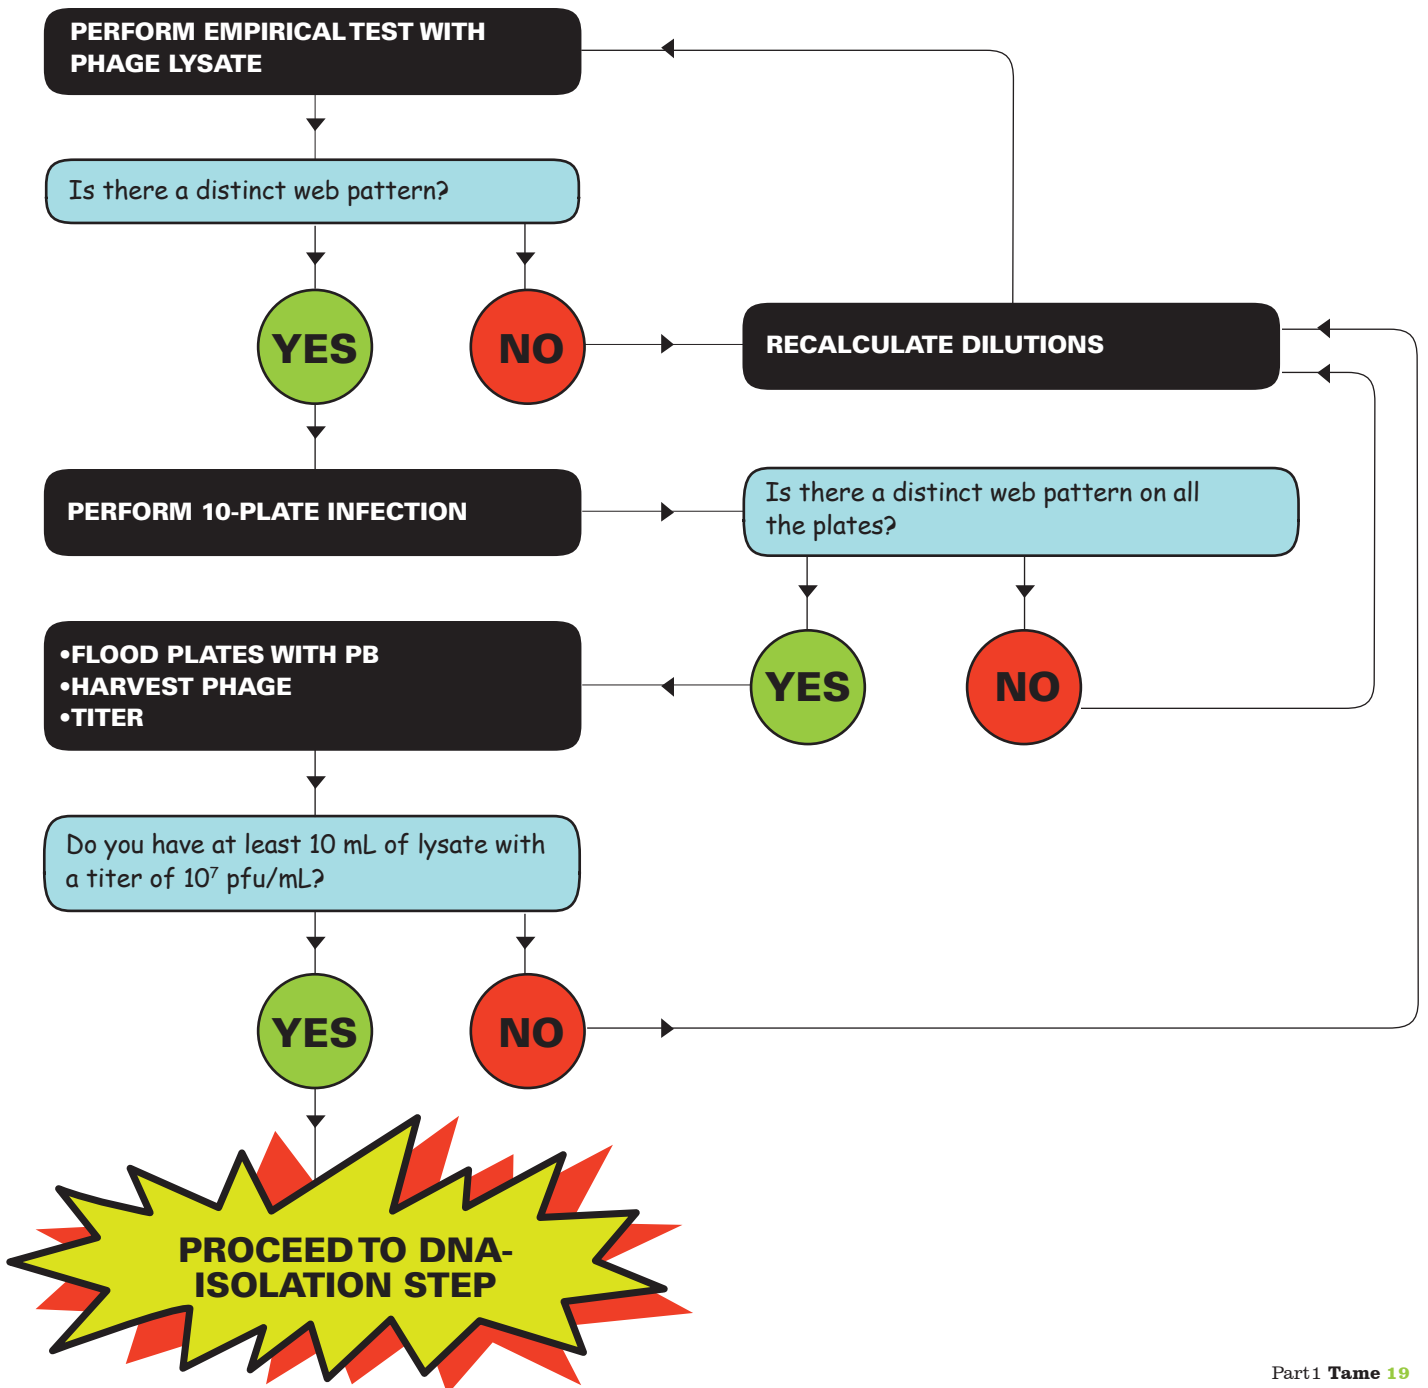 PERFORM EMPIRICAL TEST WITH
PHAGE LYSATE
Is there a distinct web pattern?
YES
NO
RECALCULATE DILUTIONS
PERFORM 10-PLATE INFECTION
Is there a distinct web pattern on all
the plates?
•FLOOD PLATES WITH PB
•HARVEST PHAGE
•TITER
YES
NO
Do you have at least 10 mL of lysate with
a titer of 10⁷ pfu/mL?
YES
NO
PROCEED TO DNA-
ISOLATION STEP
Part1 Tame 19